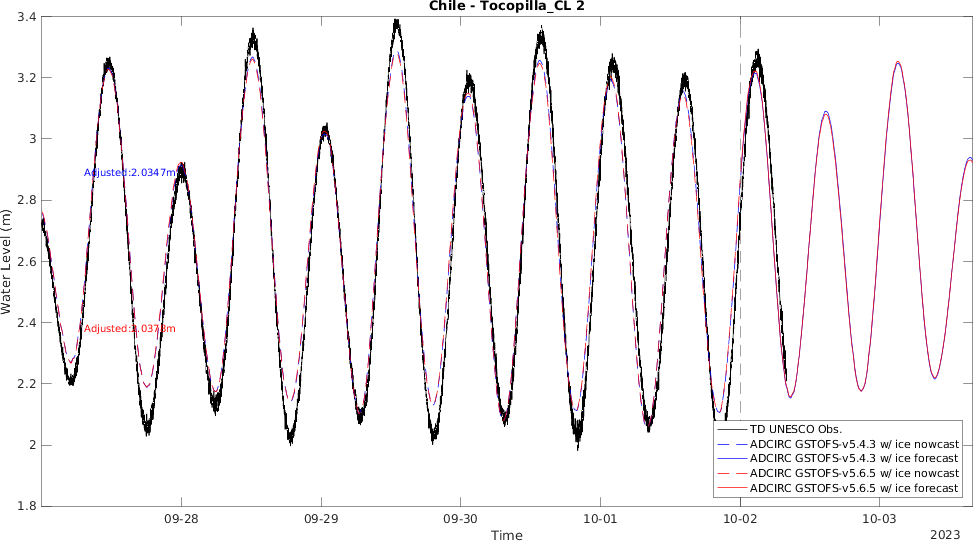 Chile - Tocopilla_CL 2
3.4
3.2
3
2.8
2.6
2.4
2.2
2
1.8
Water Level (m)
Adjusted:2.0347m
Adjusted:2.0373m
TD UNESCO Obs.
ADCIRC GSTOFS-v5.4.3 w/ ice nowcast
ADCIRC GSTOFS-v5.4.3 w/ ice forecast
ADCIRC GSTOFS-v5.6.5 w/ ice nowcast
ADCIRC GSTOFS-v5.6.5 w/ ice forecast
09-28
09-29
09-30
10-01
10-02
10-03
Time
2023